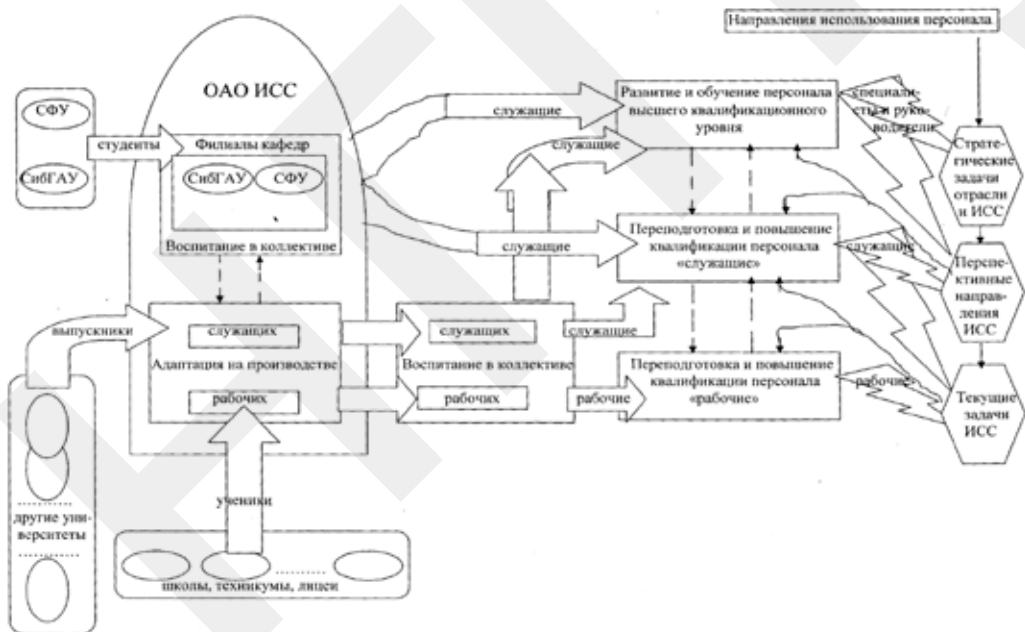 Направления использования персонала
ОАО ИСС
СФУ
СибГАУ
студенты
Филиалы кафедр
СибГАУ
СФУ
Воспитание в коллективе
служащие
Развитие и обучение персонала
высшего квалификационного
уровня
специали-
сты и руко-
водители
Страте-
гические
задачи
отрасли
и ИСС
служащие
служащие
Переподготовка и повышение
квалификации персонала
«служащие»
служащие
Перспе-
ктивные
направ-
ления
ИСС
выпускники
служащих
Адаптация на производстве
рабочих
служащих
Воспитание в коллективе
рабочих
служащие
рабочие
Переподготовка и повышение
квалификации персонала
«рабочие»
рабочие
Текущие
задачи
ИСС
ученики
другие уни-
верситеты
школы, техникумы, лицеи